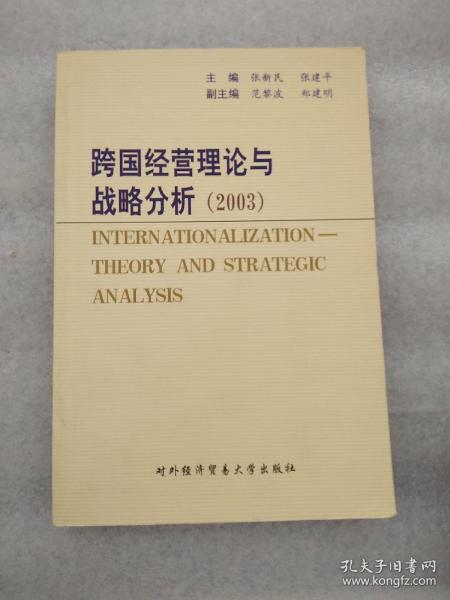 主 编 张新民 张建平
副主编 范黎波 郑建明
跨国经营理论与
战略分析(2003)
INTERNATIONALIZATION—
THEORY AND STRATEGIC
ANALYSIS
对外经济贸易大学出版社
孔夫子旧书网
www.kongfz.com